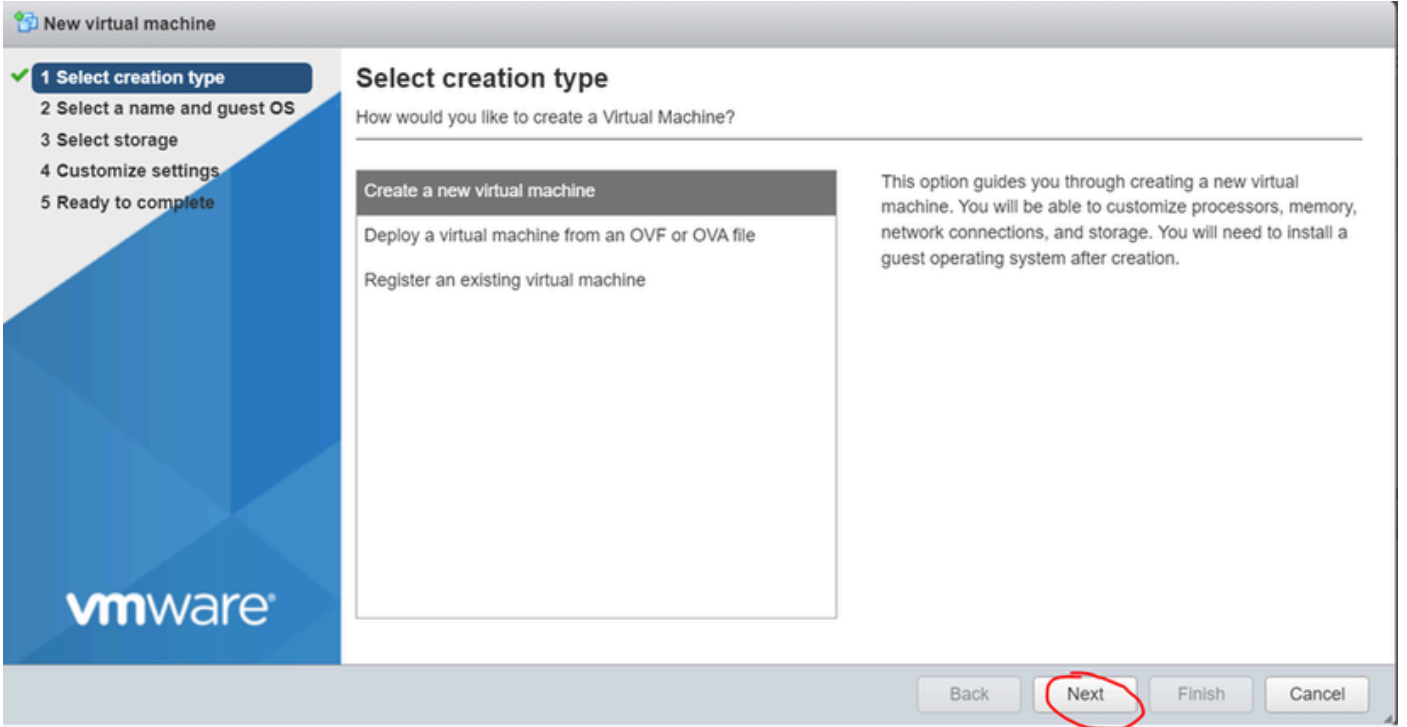 New virtual machine
1 Select creation type
2 Select a name and guest OS
3 Select storage
4 Customize settings
5 Ready to complete
vmware®
Select creation type
How would you like to create a Virtual Machine?
Create a new virtual machine
Deploy a virtual machine from an OVF or OVA file
Register an existing virtual machine
This option guides you through creating a new virtual
machine. You will be able to customize processors, memory,
network connections, and storage. You will need to install a
guest operating system after creation.
Back Next Finish Cancel